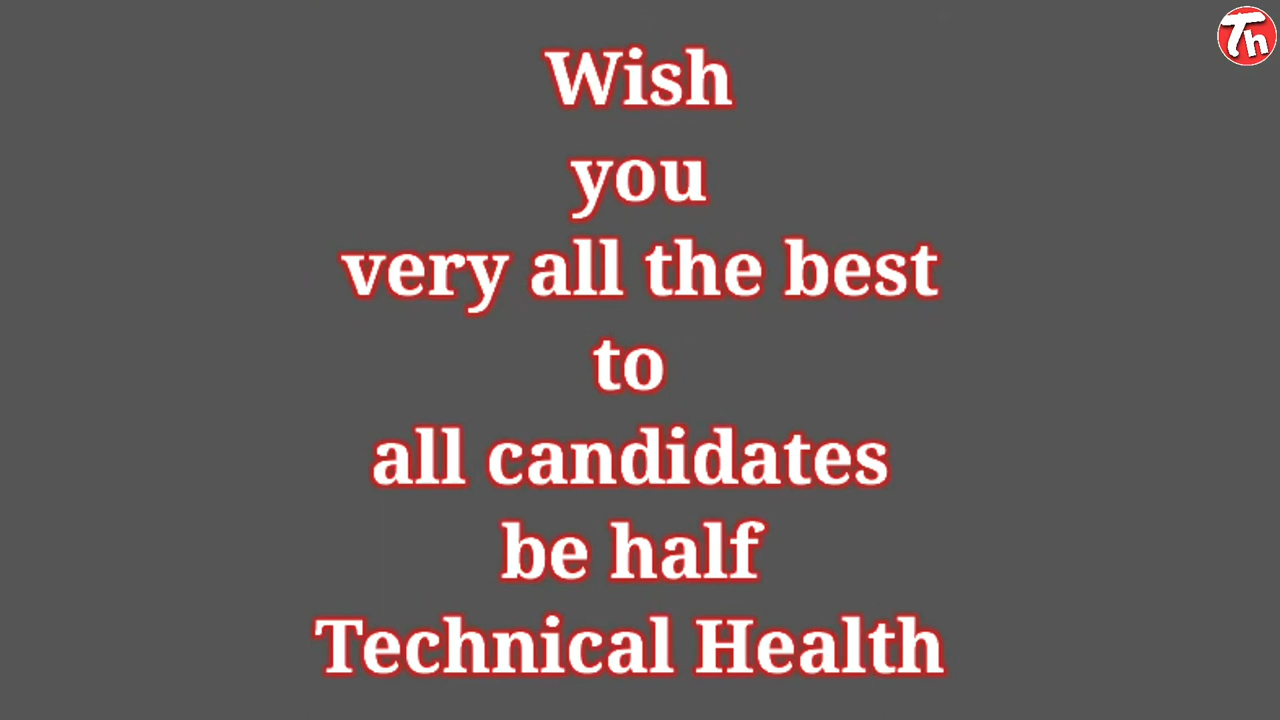 Th
Wish
you
very all the best
to
all candidates
be half
Technical Health